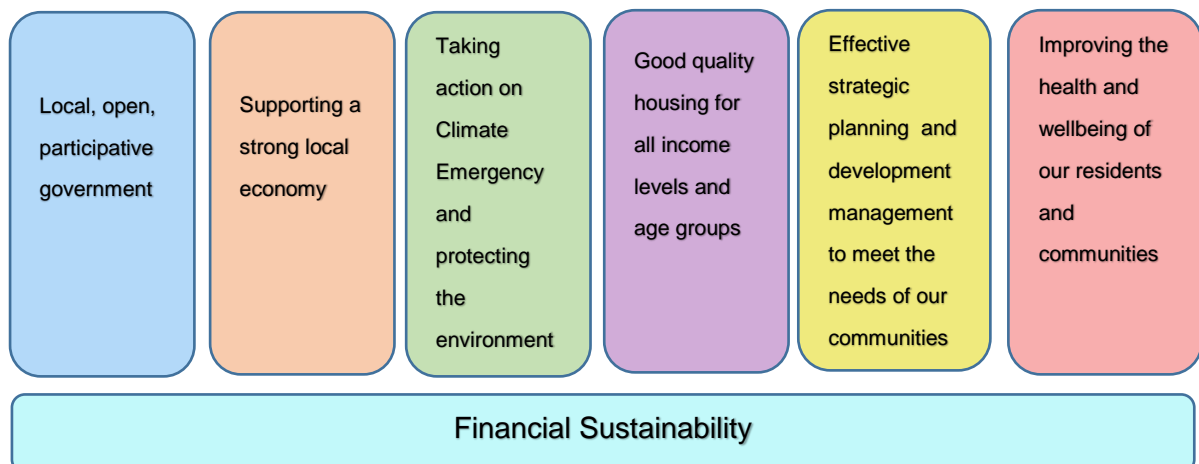 Local, open,
participative
government
Supporting a
strong local
economy
Taking
action on
Climate
Emergency
and
protecting
the
environment
Good quality
housing for
all income
levels and
age groups
Effective
strategic
planning and
development
management
to meet the
needs of our
communities
Improving the
health and
wellbeing of
our residents
and
communities
Financial Sustainability